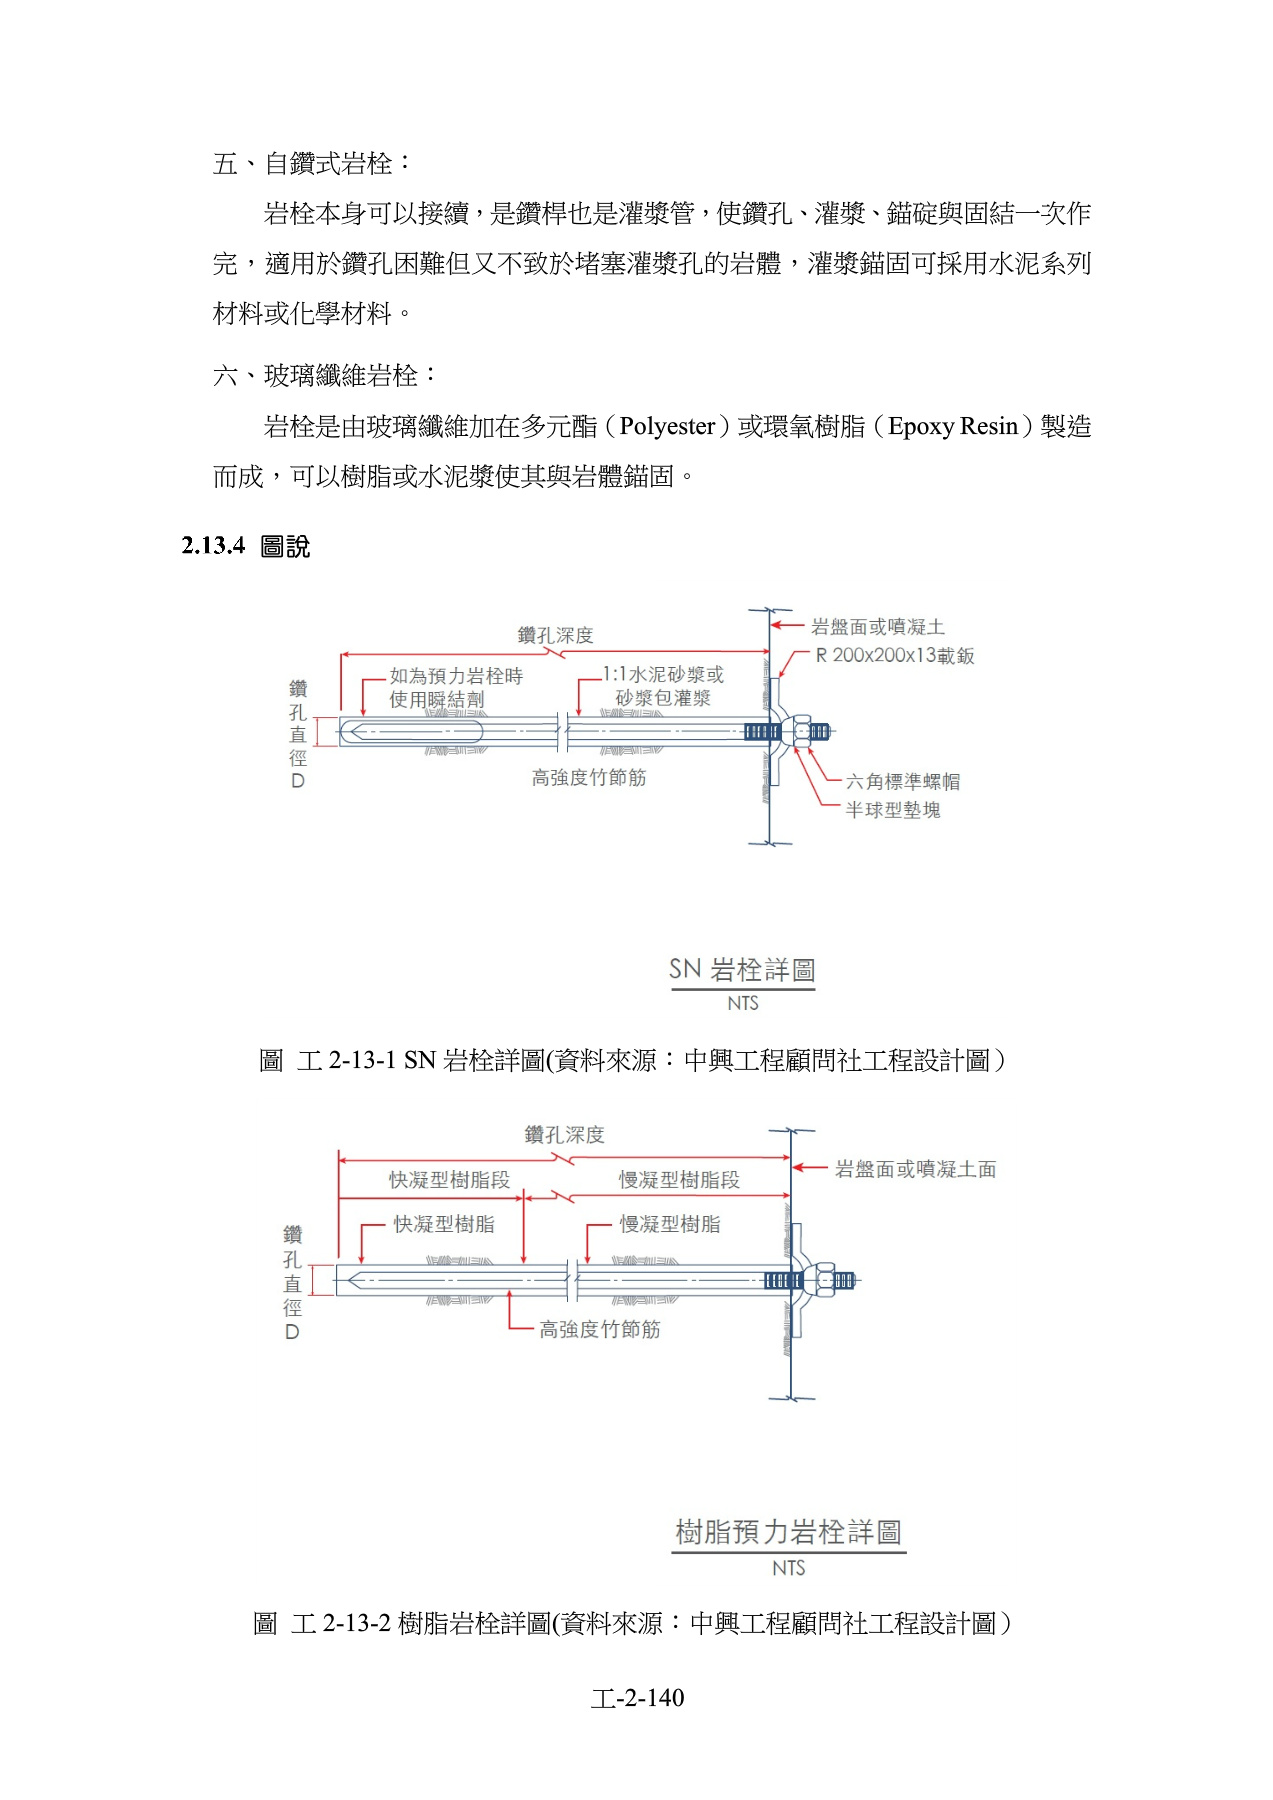 五、自鑽式岩栓：
岩栓本身可以接續，是鑽桿也是灌漿管，使鑽孔、灌漿、錨碇與固結一次作
完，適用於鑽孔困難但又不致於堵塞灌漿孔的岩體，灌漿錨固可採用水泥系列
材料或化學材料。
六、玻璃纖維岩栓：
岩栓是由玻璃纖維加在多元酯（Polyester）或環氧樹脂（Epoxy Resin）製造
而成，可以樹脂或水泥漿使其與岩體錨固。
2.13.4 圖說
鑽孔深度
岩盤面或噴凝土
R 200x200x13載鈑
如為預力岩栓時
使用瞬結劑
1:1水泥砂漿或
砂漿包灌漿
鑽孔直徑D
高強度竹節筋
六角標準螺帽
半球型墊塊
SN 岩栓詳圖
NTS
圖 工 2-13-1 SN 岩栓詳圖(資料來源：中興工程顧問社工程設計圖）
鑽孔深度
岩盤面或噴凝土面
快凝型樹脂段
慢凝型樹脂段
快凝型樹脂
慢凝型樹脂
鑽孔直徑D
高強度竹節筋
樹脂預力岩栓詳圖
NTS
圖 工 2-13-2 樹脂岩栓詳圖(資料來源：中興工程顧問社工程設計圖）
工-2-140